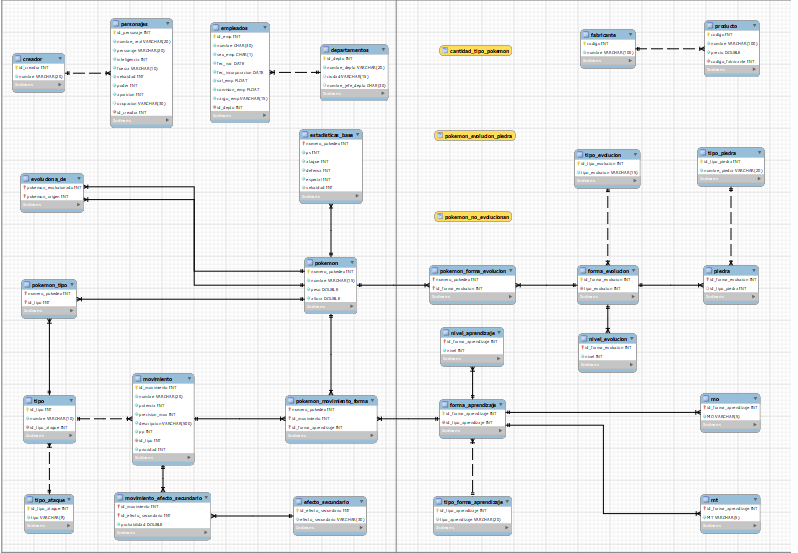 creador
id_creador INT
nombre VARCHAR(20)
Indexes
personajes
id_personaje INT
nombre_real VARCHAR(20)
personaje VARCHAR(20)
inteligencia INT
fuerza VARCHAR(10)
velocidad INT
poder INT
aparicion INT
ocupacion VARCHAR(30)
id_creador INT
Indexes
empleados
id_emp INT
nombre CHAR(30)
sex_emp CHAR(1)
fec_nac DATE
fec_incorporacion DATE
sal_emp FLOAT
comision_emp FLOAT
cargo_emp VARCHAR(15)
id_depto INT
Indexes
departamentos
id_depto INT
nombre_depto VARCHAR(20)
ciudad VARCHAR(15)
nombre_jefe_depto CHAR(30)
Indexes
cantidad_tipo_pokemon
fabricante
codigo INT
nombre VARCHAR(100)
Indexes
producto
codigo INT
nombre VARCHAR(100)
precio DOUBLE
codigo_fabricante INT
Indexes
estadisticas_base
numero_pokedex INT
ps INT
ataque INT
defensa INT
especial INT
velocidad INT
Indexes
pokemon_evolucion_piedra
tipo_evolucion
id_tipo_evolucion INT
tipo_evolucion VARCHAR(15)
Indexes
tipo_piedra
id_tipo_piedra INT
nombre_piedra VARCHAR(20)
Indexes
evoluciona_de
pokemon_evolucionado INT
pokemon_origen INT
Indexes
pokemon_no_evolucionan
pokemon_tipo
numero_pokedex INT
id_tipo INT
Indexes
pokemon
numero_pokedex INT
nombre VARCHAR(15)
peso DOUBLE
altura DOUBLE
Indexes
pokemon_forma_evolucion
numero_pokedex INT
id_forma_evolucion INT
Indexes
forma_evolucion
id_forma_evolucion INT
tipo_evolucion INT
Indexes
piedra
id_forma_evolucion INT
id_tipo_piedra INT
Indexes
nivel_aprendizaje
id_forma_aprendizaje INT
nivel INT
Indexes
nivel_evolucion
id_forma_evolucion INT
nivel INT
Indexes
tipo
id_tipo INT
nombre VARCHAR(10)
id_tipo_ataque INT
Indexes
movimiento
id_movimiento INT
nombre VARCHAR(20)
potencia INT
precision_mov INT
descripcion VARCHAR(500)
pp INT
id_tipo INT
prioridad INT
Indexes
pokemon_movimiento_forma
numero_pokedex INT
id_movimiento INT
id_forma_aprendizaje INT
Indexes
forma_aprendizaje
id_forma_aprendizaje INT
id_tipo_aprendizaje INT
Indexes
mo
id_forma_aprendizaje INT
MO VARCHAR(5)
Indexes
tipo_ataque
id_tipo_ataque INT
tipo VARCHAR(8)
Indexes
movimiento_efecto_secundario
id_movimiento INT
id_efecto_secundario INT
probabilidad DOUBLE
Indexes
efecto_secundario
id_efecto_secundario INT
efecto_secundario VARCHAR(30)
Indexes
tipo_forma_aprendizaje
id_tipo_aprendizaje INT
tipo_aprendizaje VARCHAR(20)
Indexes
mt
id_forma_aprendizaje INT
MT VARCHAR(5)
Indexes